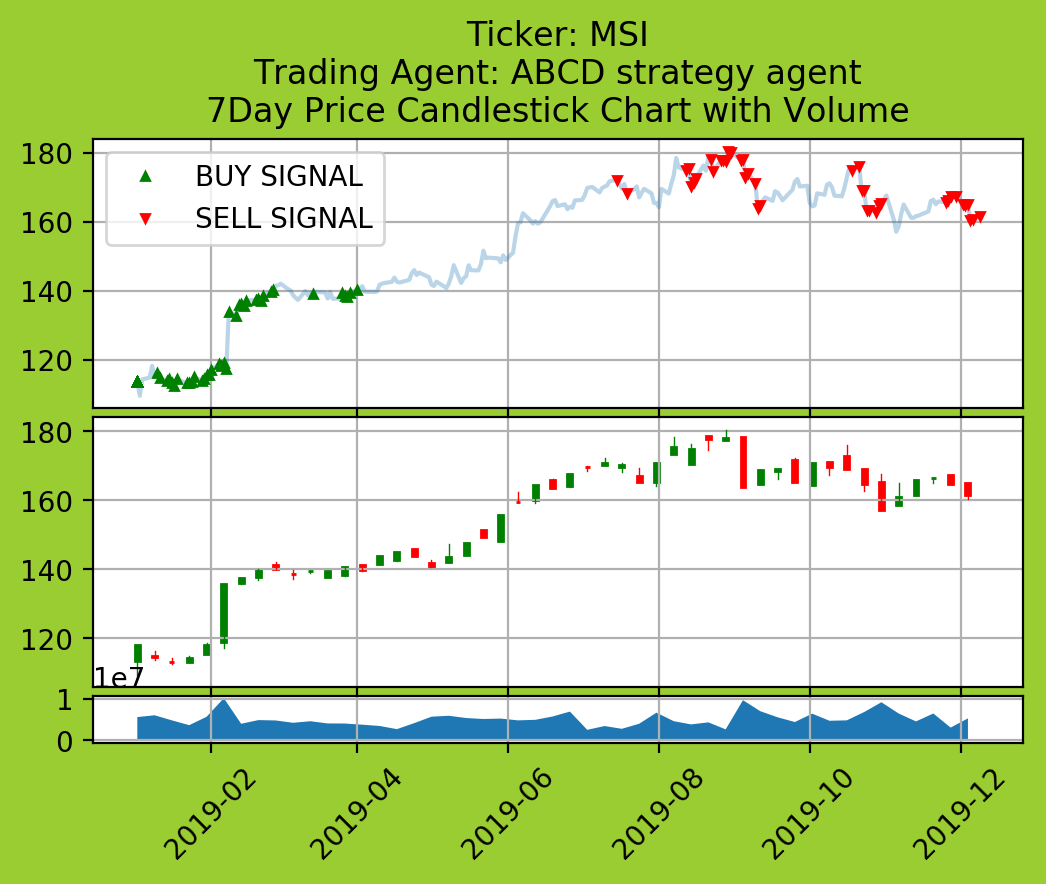 Ticker: MSI
Trading Agent: ABCD strategy agent
7Day Price Candlestick Chart with Volume
180
160
140
120
BUY SIGNAL
SELL SIGNAL
180
160
140
120
1e7
1
0
2019-02
2019-04
2019-06
2019-08
2019-10
2019-12